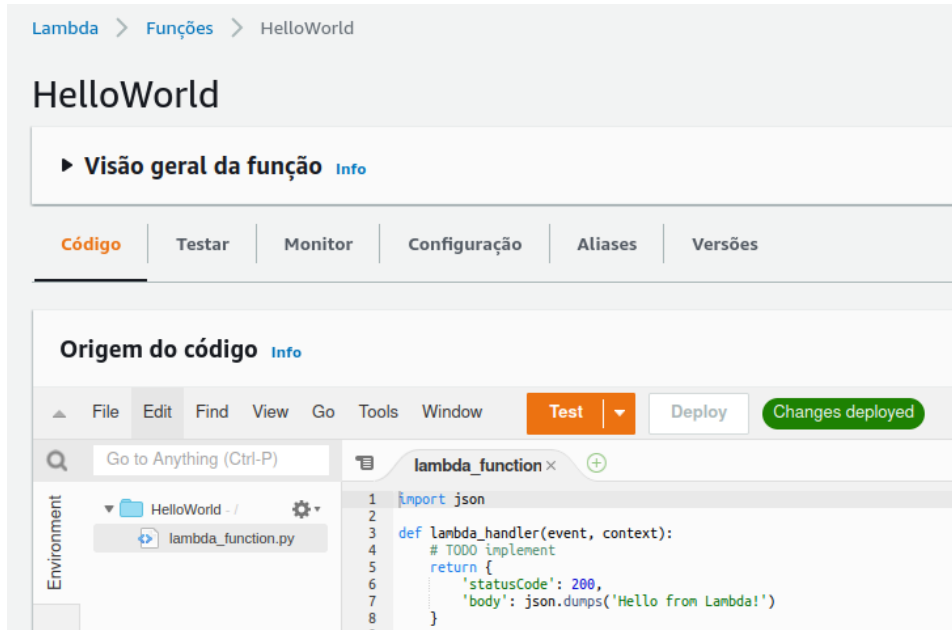 Lambda > Funções > HelloWorld
HelloWorld
Visão geral da função Info
Código Testar Monitor Configuração Aliases Versões
Origem do código Info
File Edit Find View Go Tools Window Test Deploy Changes deployed
Go to Anything (Ctrl-P)
lambda_function ×
Environment
HelloWorld - /
lambda_function.py
1 import json
2
3 def lambda_handler(event, context):
4     # TODO implement
5     return {
6         'statusCode': 200,
7         'body': json.dumps('Hello from Lambda!')
8     }